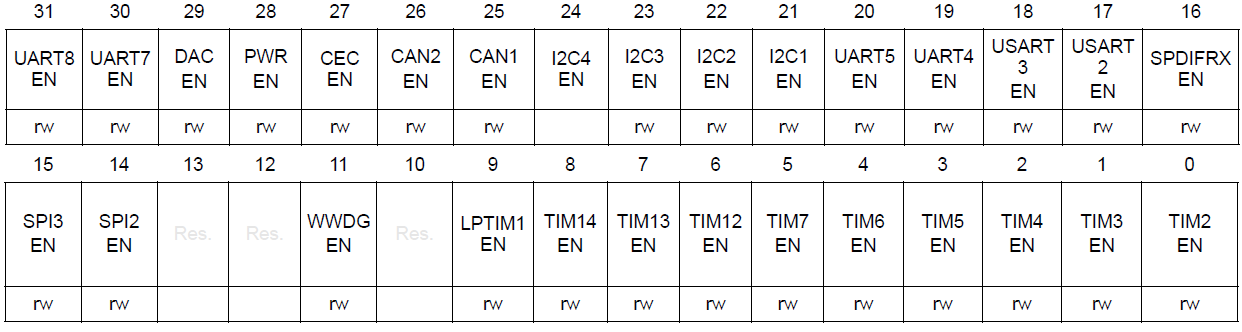 31 30 29 28 27 26 25 24 23 22 21 20 19 18 17 16
UART8 EN UART7 EN DAC EN PWR EN CEC EN CAN2 EN CAN1 EN I2C4 EN I2C3 EN I2C2 EN I2C1 EN UART5 EN UART4 EN USART 3 EN USART 2 EN SPDIFRX EN
rw rw rw rw rw rw rw rw rw rw rw rw rw rw rw
15 14 13 12 11 10 9 8 7 6 5 4 3 2 1 0
SPI3 EN SPI2 EN Res. Res. WWDG EN Res. LPTIM1 EN TIM14 EN TIM13 EN TIM12 EN TIM7 EN TIM6 EN TIM5 EN TIM4 EN TIM3 EN TIM2 EN
rw rw rw rw rw rw rw rw rw rw rw rw rw